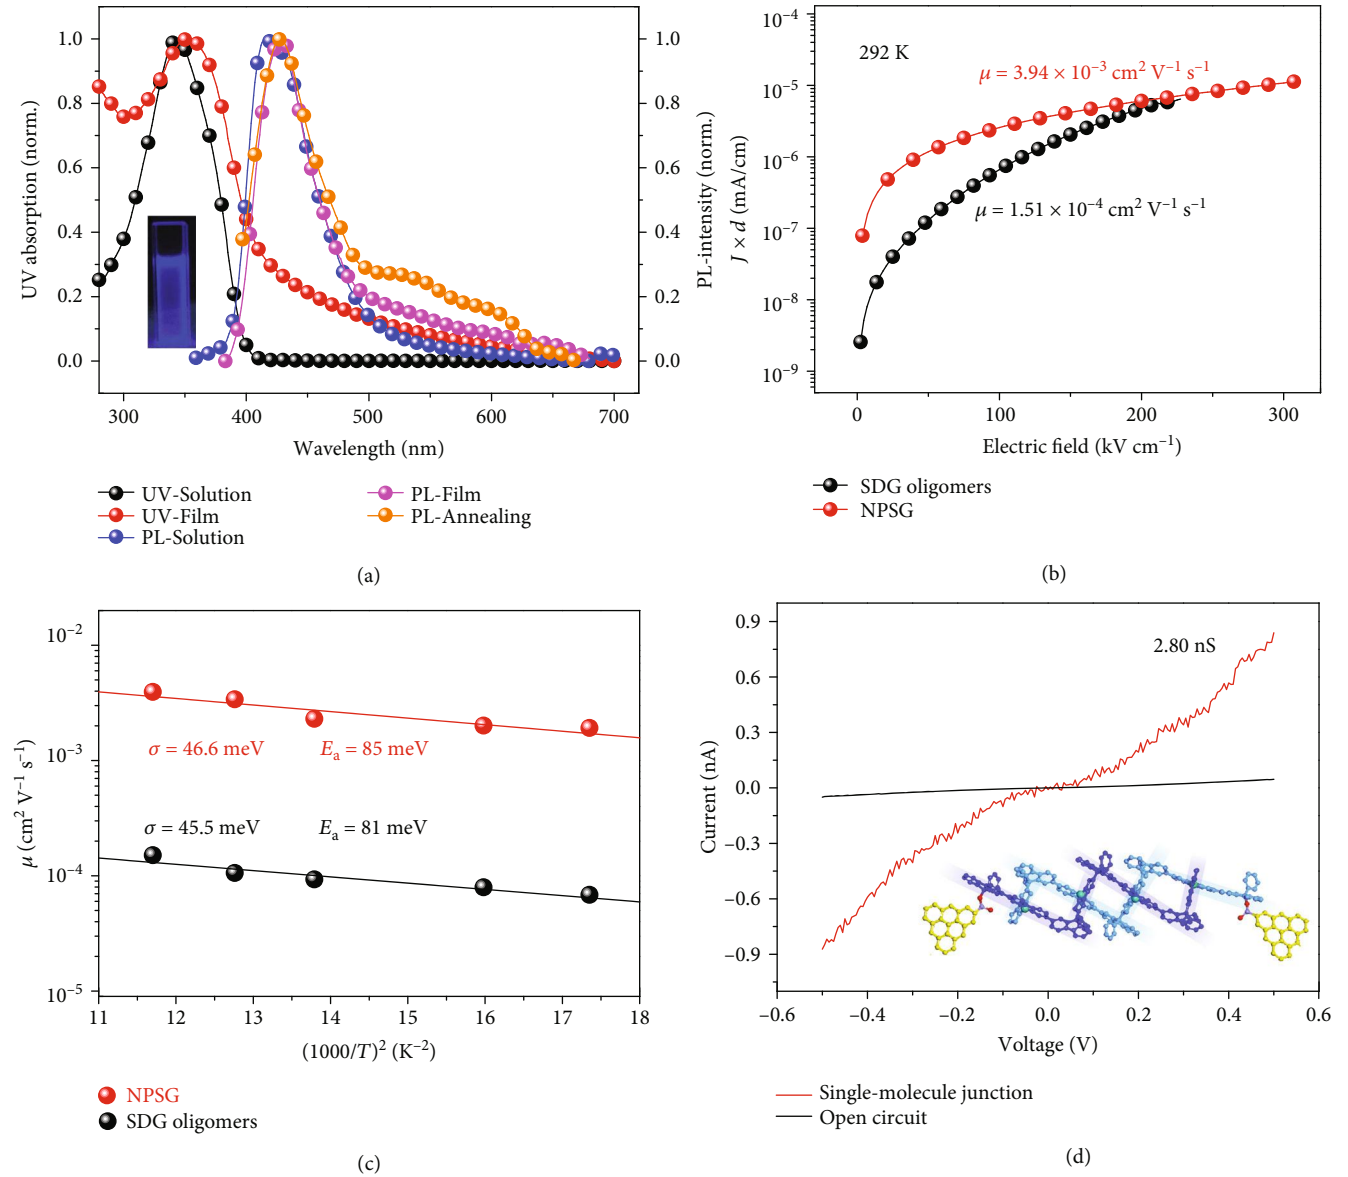 1.0
0.8
0.6
0.4
0.2
0.0
UV absorption (norm.)
1.0
0.8
0.6
0.4
0.2
0.0
PL-intensity (norm.)
300 400 500 600 700
Wavelength (nm)
UV-Solution
UV-Film
PL-Solution
PL-Film
PL-Annealing
(a)
10⁻⁴
10⁻⁵
10⁻⁶
10⁻⁷
10⁻⁸
10⁻⁹
J × d (mA/cm)
292 K
μ = 3.94 × 10⁻³ cm² V⁻¹ s⁻¹
μ = 1.51 × 10⁻⁴ cm² V⁻¹ s⁻¹
0 100 200 300
Electric field (kV cm⁻¹)
SDG oligomers
NPSG
(b)
10⁻²
10⁻³
10⁻⁴
10⁻⁵
μ (cm² V⁻¹ s⁻¹)
σ = 46.6 meV Eₐ = 85 meV
σ = 45.5 meV Eₐ = 81 meV
11 12 13 14 15 16 17 18
(1000/T)² (K⁻²)
NPSG
SDG oligomers
(c)
0.9
0.6
0.3
0.0
–0.3
–0.6
–0.9
Current (nA)
2.80 nS
–0.6 –0.4 –0.2 0.0 0.2 0.4 0.6
Voltage (V)
Single-molecule junction
Open circuit
(d)